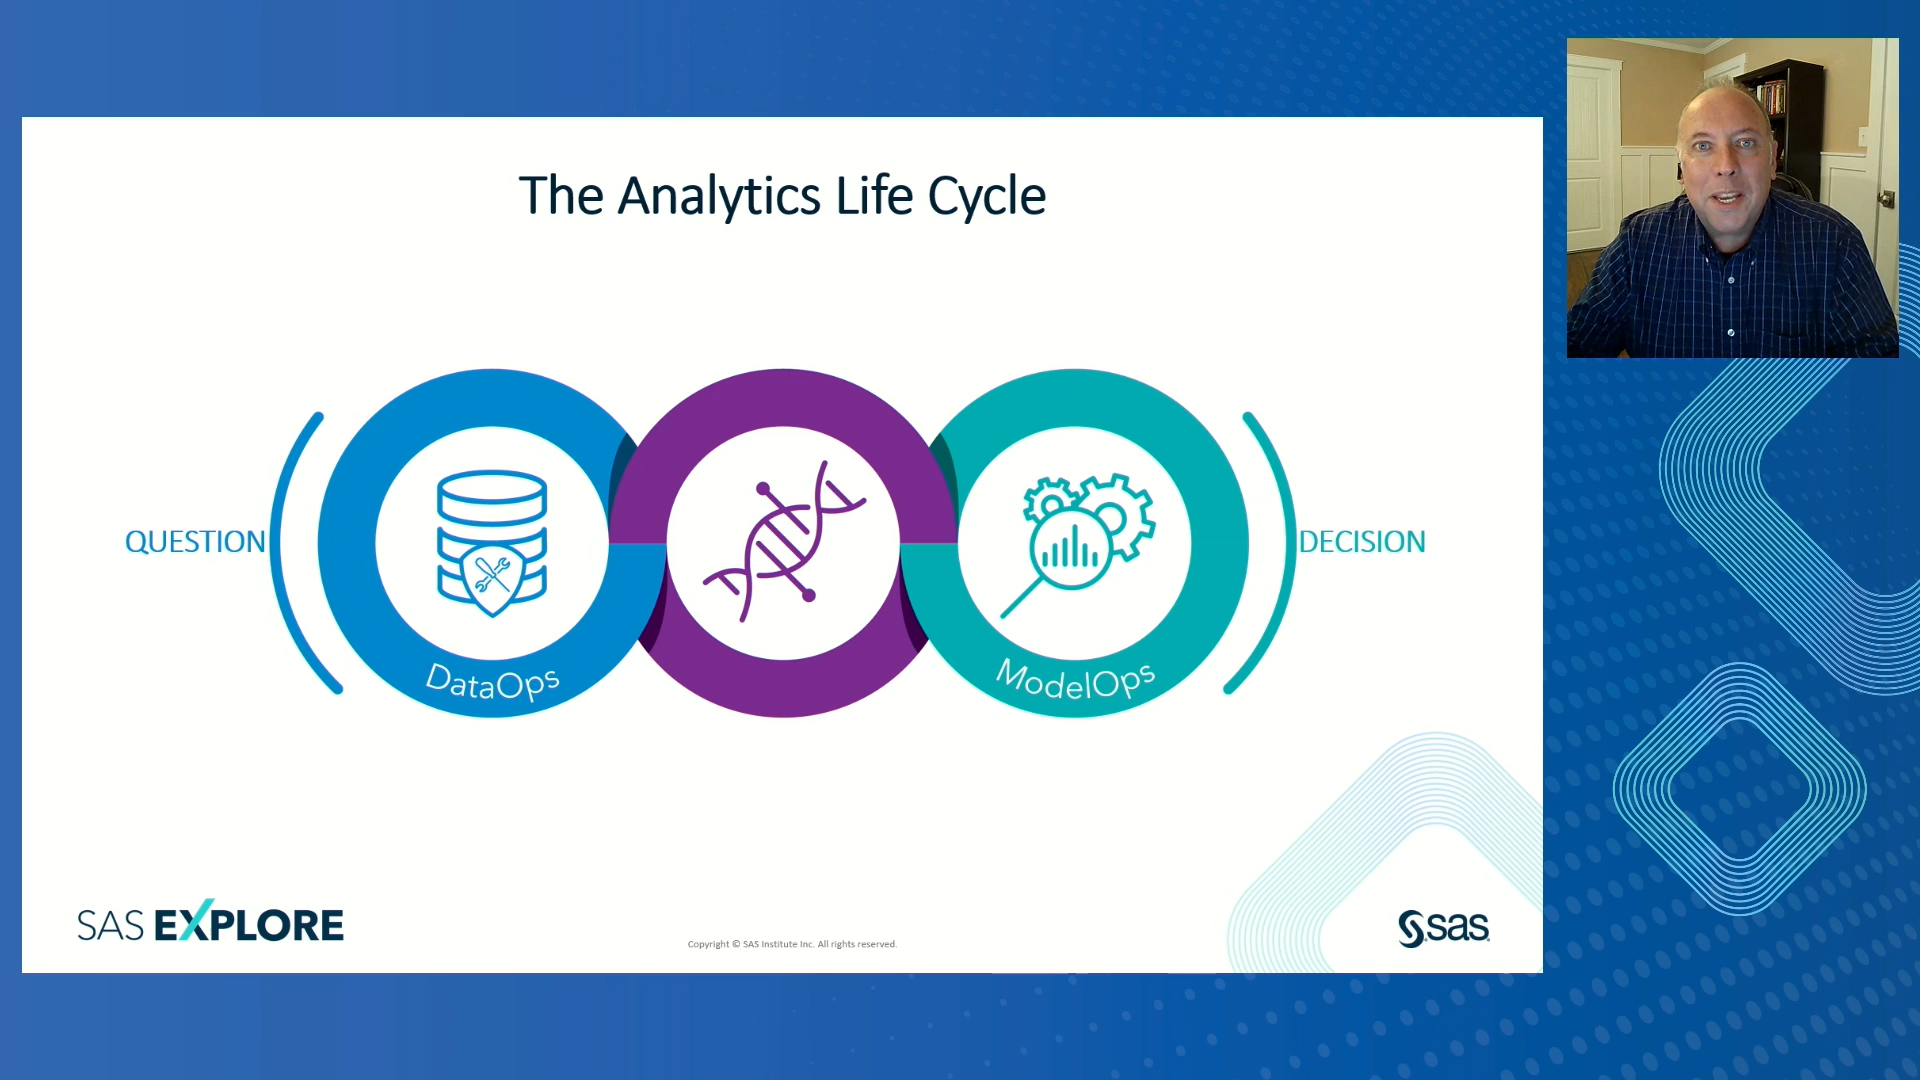 The Analytics Life Cycle
QUESTION
DECISION
DataOps
ModelOps
SAS EXPLORE
Copyright © SAS Institute Inc. All rights reserved.
sas